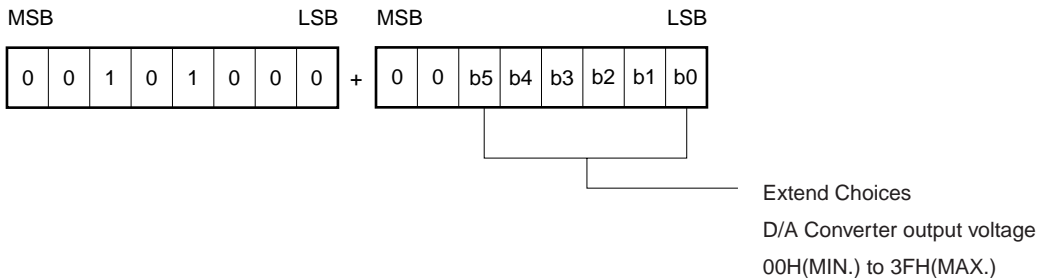 MSB LSB MSB LSB
0 0 1 0 1 0 0 0 + 0 0 b5 b4 b3 b2 b1 b0
Extend Choices
D/A Converter output voltage
00H(MIN.) to 3FH(MAX.)